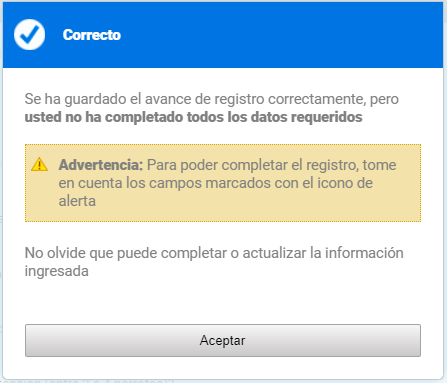 Correcto
Se ha guardado el avance de registro correctamente, pero
usted no ha completado todos los datos requeridos
Advertencia: Para poder completar el registro, tome
en cuenta los campos marcados con el icono de
alerta
No olvide que puede completar o actualizar la información
ingresada
Aceptar